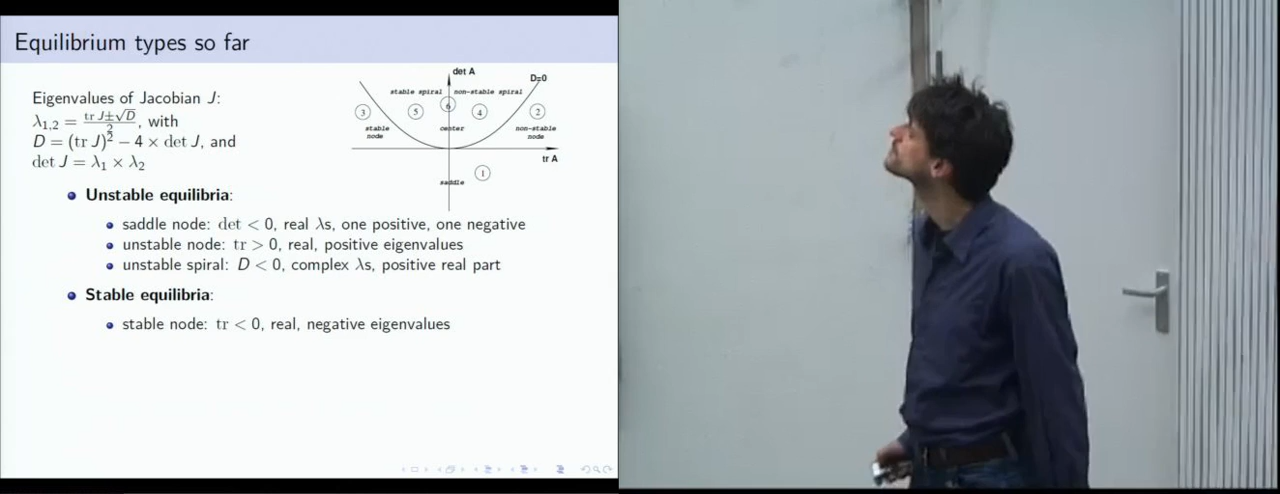 Equilibrium types so far
Eigenvalues of Jacobian J:
λ1,2 = (tr J±√D)/2, with
D = (tr J)² − 4 × det J, and
det J = λ1 × λ2
det A
D=0
stable spiral
non-stable spiral
3
5
6
4
2
stable
node
center
non-stable
node
tr A
1
saddle
Unstable equilibria:
saddle node: det < 0, real λs, one positive, one negative
unstable node: tr > 0, real, positive eigenvalues
unstable spiral: D < 0, complex λs, positive real part
Stable equilibria:
stable node: tr < 0, real, negative eigenvalues